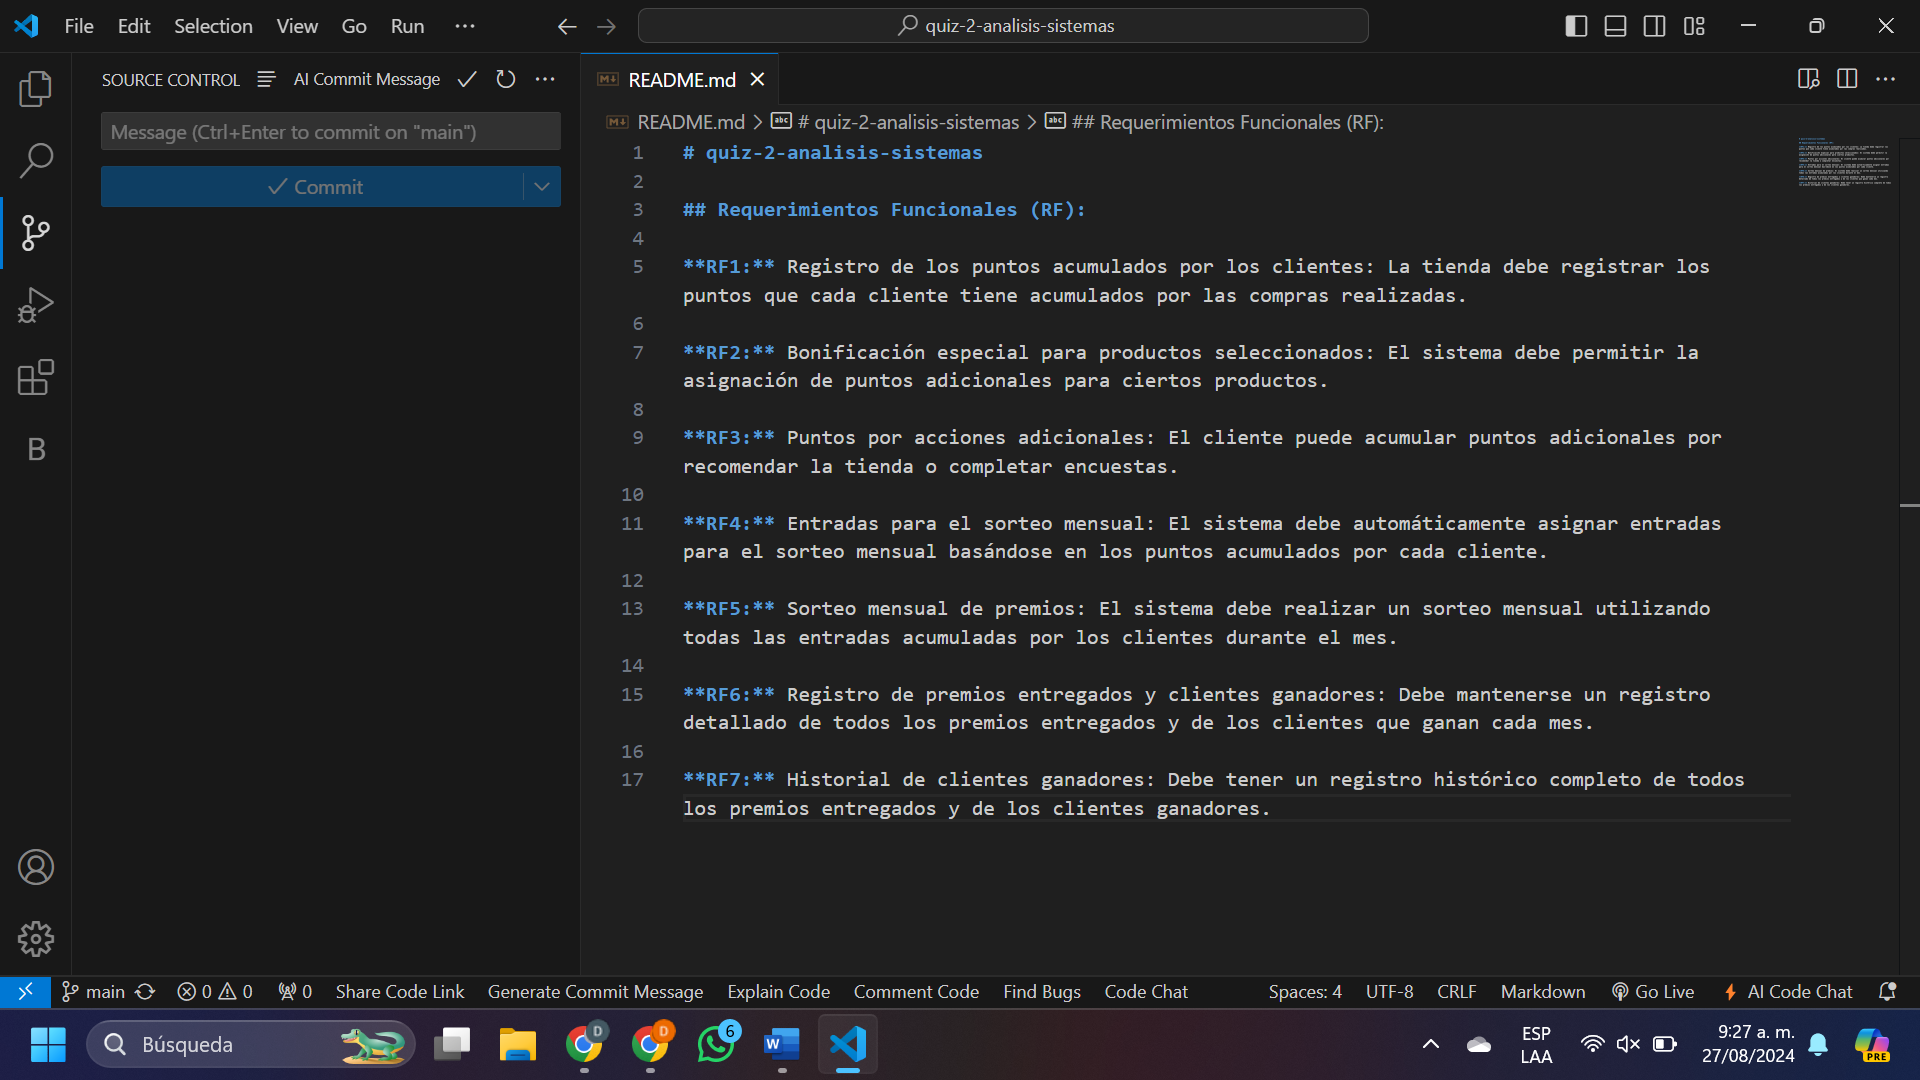 File Edit Selection View Go Run ··· quiz-2-analisis-sistemas
SOURCE CONTROL AI Commit Message
Message (Ctrl+Enter to commit on "main")
Commit
B
README.md
README.md > # quiz-2-analisis-sistemas > ## Requerimientos Funcionales (RF):
1 # quiz-2-analisis-sistemas
2
3 ## Requerimientos Funcionales (RF):
4
5 **RF1:** Registro de los puntos acumulados por los clientes: La tienda debe registrar los
puntos que cada cliente tiene acumulados por las compras realizadas.
6
7 **RF2:** Bonificación especial para productos seleccionados: El sistema debe permitir la
asignación de puntos adicionales para ciertos productos.
8
9 **RF3:** Puntos por acciones adicionales: El cliente puede acumular puntos adicionales por
recomendar la tienda o completar encuestas.
10
11 **RF4:** Entradas para el sorteo mensual: El sistema debe automáticamente asignar entradas
para el sorteo mensual basándose en los puntos acumulados por cada cliente.
12
13 **RF5:** Sorteo mensual de premios: El sistema debe realizar un sorteo mensual utilizando
todas las entradas acumuladas por los clientes durante el mes.
14
15 **RF6:** Registro de premios entregados y clientes ganadores: Debe mantenerse un registro
detallado de todos los premios entregados y de los clientes que ganan cada mes.
16
17 **RF7:** Historial de clientes ganadores: Debe tener un registro histórico completo de todos
los premios entregados y de los clientes ganadores.
main 0 0 0 Share Code Link Generate Commit Message Explain Code Comment Code Find Bugs Code Chat Spaces: 4 UTF-8 CRLF Markdown Go Live AI Code Chat
Búsqueda D D 6 W ESP LAA 9:27 a. m. 27/08/2024 PRE